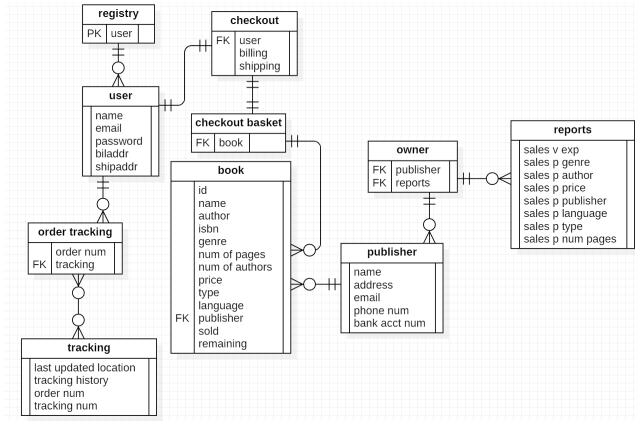 registry
PK user
checkout
FK user
billing
shipping
user
name
email
password
biladdr
shipaddr
checkout basket
FK book
book
id
name
author
isbn
genre
num of pages
num of authors
price
type
language
FK publisher
sold
remaining
owner
FK publisher
FK reports
reports
sales v exp
sales p genre
sales p author
sales p price
sales p publisher
sales p language
sales p type
sales p num pages
order tracking
order num
FK tracking
publisher
name
address
email
phone num
bank acct num
tracking
last updated location
tracking history
order num
tracking num